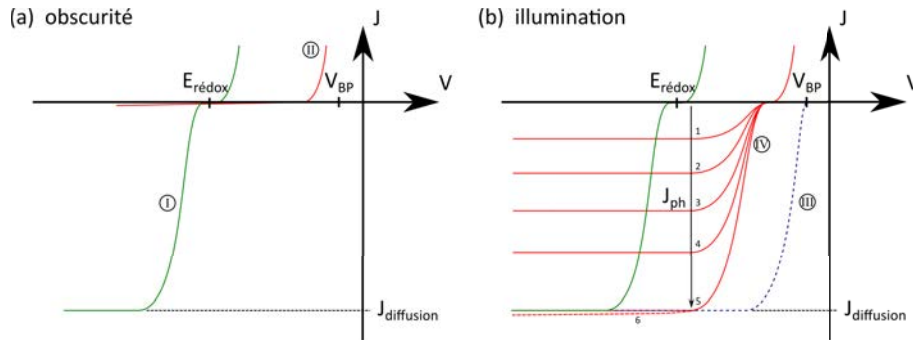 (a) obscurité
J
Ⅱ
E_rédox
V_BP
V
Ⅰ
J_diffusion
(b) illumination
J
E_rédox
V_BP
V
1
Ⅳ
2
Ⅲ
J_ph
3
4
5
6
J_diffusion